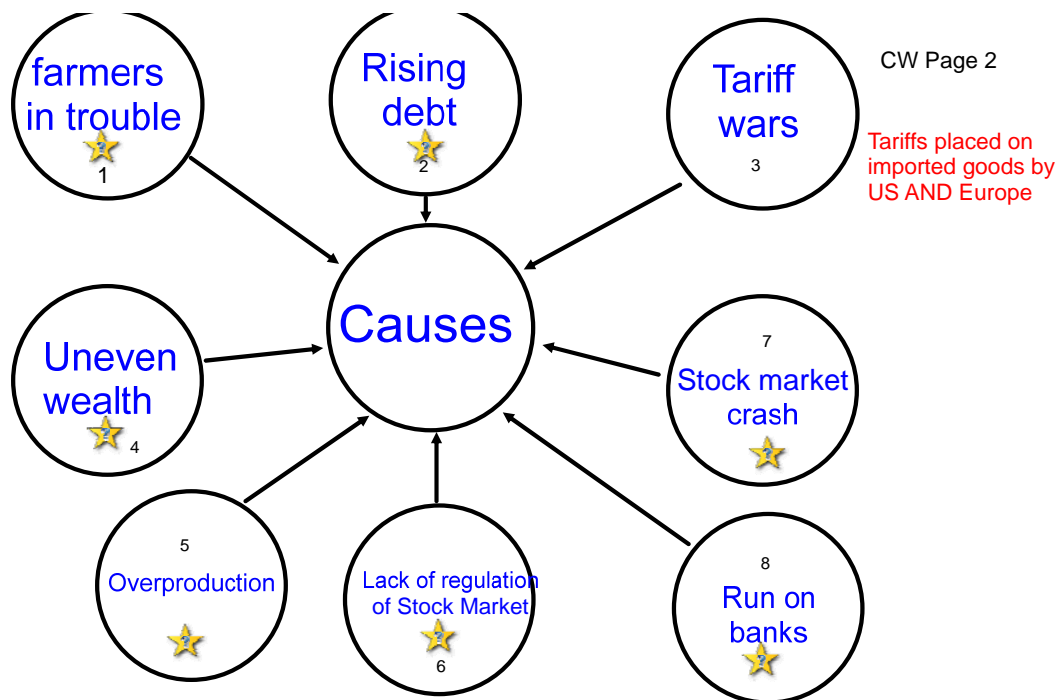 farmers
in trouble
?
1
Rising
debt
?
2
Tariff
wars
3
CW Page 2
Tariffs placed on
imported goods by
US AND Europe
Causes
Uneven
wealth
?
4
7
Stock market
crash
?
5
Overproduction
?
Lack of regulation
of Stock Market
?
6
8
Run on
banks
?